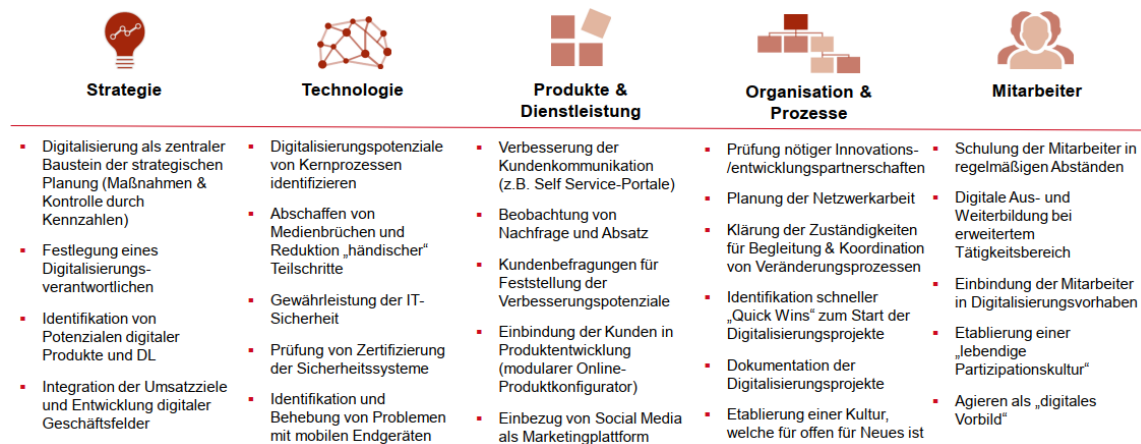 Strategie
Digitalisierung als zentraler
Baustein der strategischen
Planung (Maßnahmen &
Kontrolle durch
Kennzahlen)
Festlegung eines
Digitalisierungs-
verantwortlichen
Identifikation von
Potenzialen digitaler
Produkte und DL
Integration der Umsatzziele
und Entwicklung digitaler
Geschäftsfelder
Technologie
Digitalisierungspotenziale
von Kernprozessen
identifizieren
Abschaffen von
Medienbrüchen und
Reduktion „händischer“
Teilschritte
Gewährleistung der IT-
Sicherheit
Prüfung von Zertifizierung
der Sicherheitssysteme
Identifikation und
Behebung von Problemen
mit mobilen Endgeräten
Produkte &
Dienstleistung
Verbesserung der
Kundenkommunikation
(z.B. Self Service-Portale)
Beobachtung von
Nachfrage und Absatz
Kundenbefragungen für
Feststellung der
Verbesserungspotenziale
Einbindung der Kunden in
Produktentwicklung
(modularer Online-
Produktkonfigurator)
Einbezug von Social Media
als Marketingplattform
Organisation &
Prozesse
Prüfung nötiger Innovations-
/entwicklungspartnerschaften
Planung der Netzwerkarbeit
Klärung der Zuständigkeiten
für Begleitung & Koordination
von Veränderungsprozessen
Identifikation schneller
„Quick Wins“ zum Start der
Digitalisierungsprojekte
Dokumentation der
Digitalisierungsprojekte
Etablierung einer Kultur,
welche für offen für Neues ist
Mitarbeiter
Schulung der Mitarbeiter in
regelmäßigen Abständen
Digitale Aus- und
Weiterbildung bei
erweitertem
Tätigkeitsbereich
Einbindung der Mitarbeiter
in Digitalisierungsvorhaben
Etablierung einer
„lebendige
Partizipationskultur“
Agieren als „digitales
Vorbild“